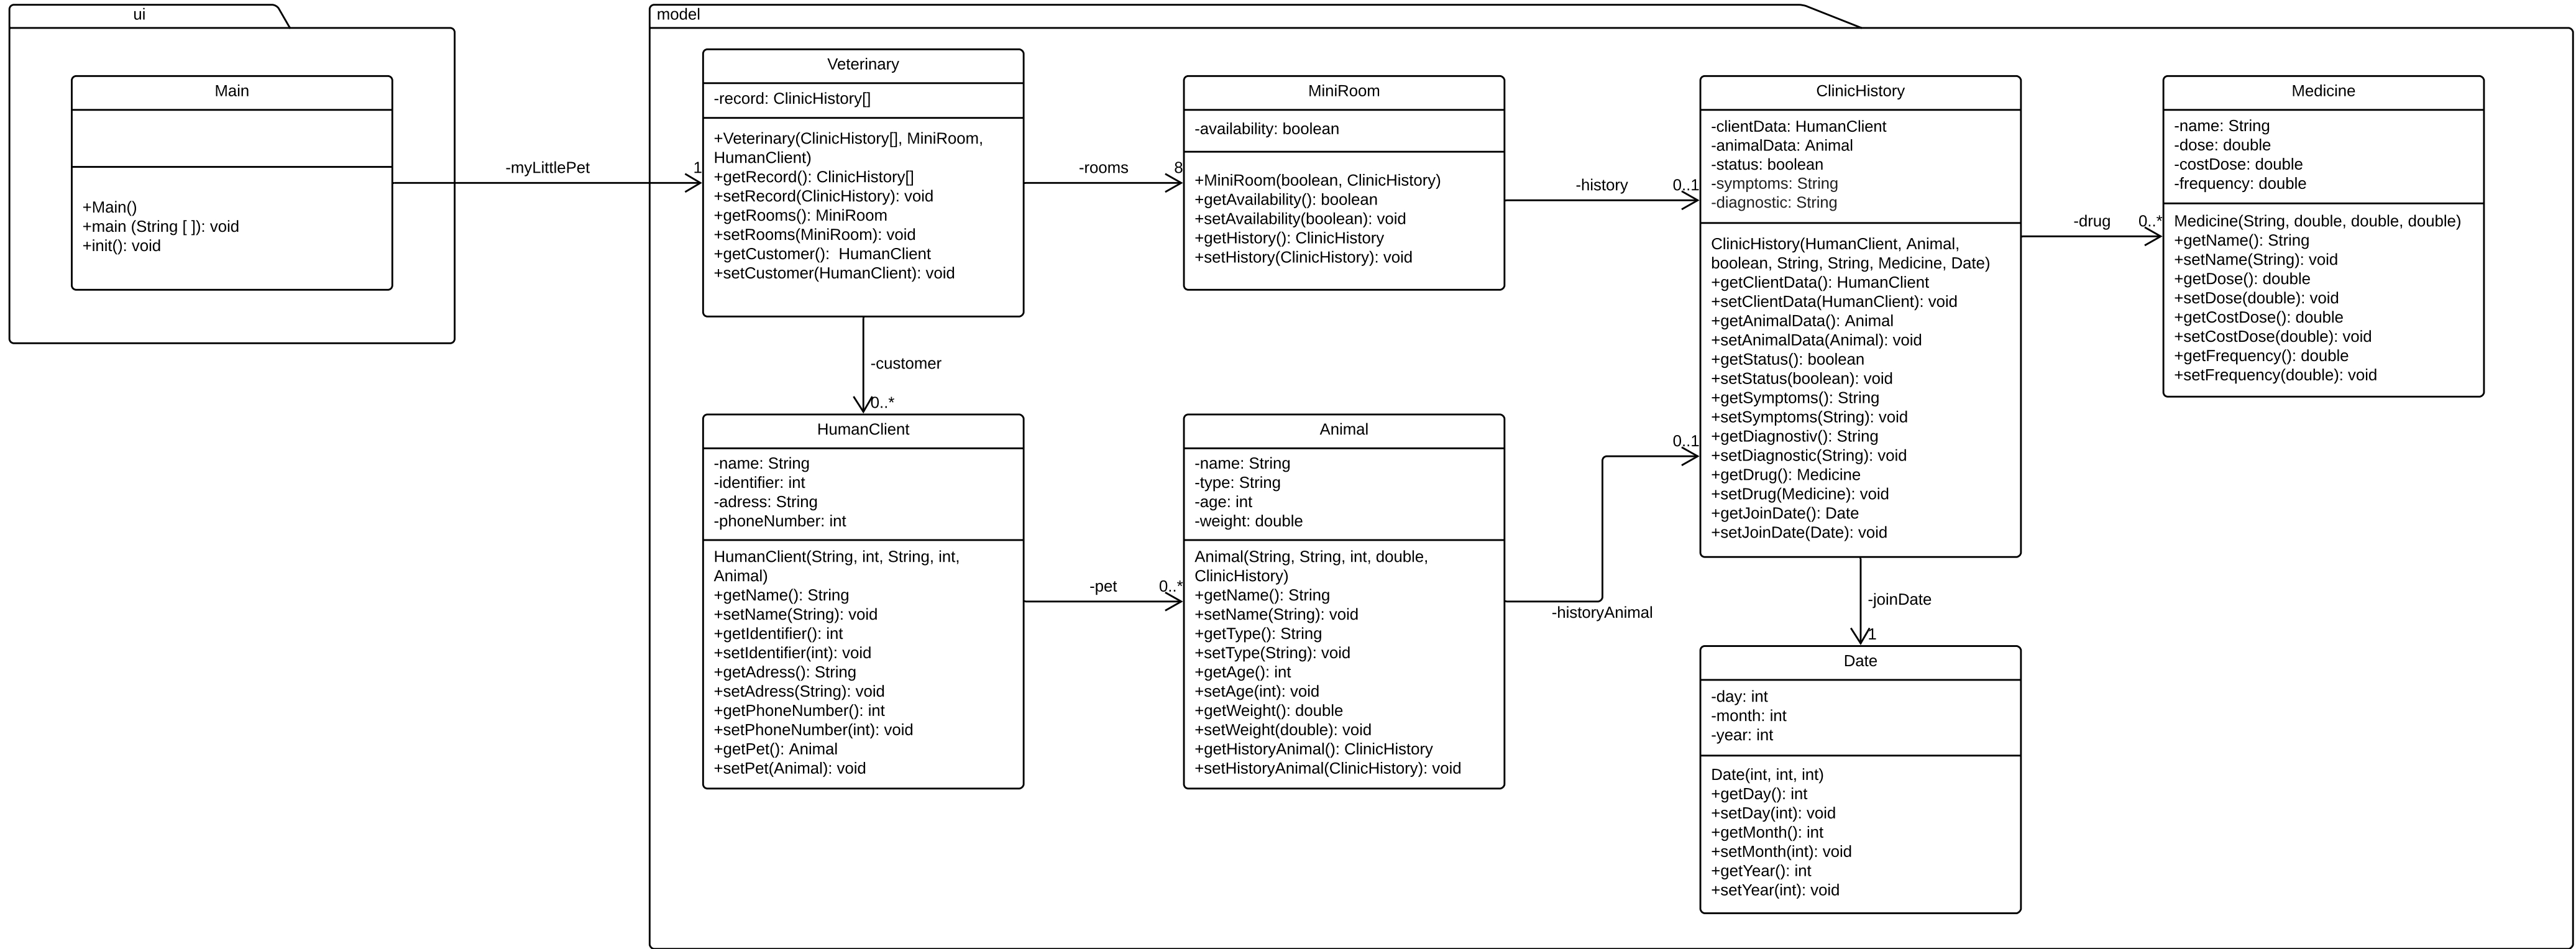 ui
Main
+Main()
+main (String [ ]): void
+init(): void
-myLittlePet
1
model
Veterinary
-record: ClinicHistory[]
+Veterinary(ClinicHistory[], MiniRoom,
HumanClient)
+getRecord(): ClinicHistory[]
+setRecord(ClinicHistory): void
+getRooms(): MiniRoom
+setRooms(MiniRoom): void
+getCustomer():  HumanClient
+setCustomer(HumanClient): void
-rooms
8
MiniRoom
-availability: boolean
+MiniRoom(boolean, ClinicHistory)
+getAvailability(): boolean
+setAvailability(boolean): void
+getHistory(): ClinicHistory
+setHistory(ClinicHistory): void
-history
0..1
ClinicHistory
-clientData: HumanClient
-animalData: Animal
-status: boolean
-symptoms: String
-diagnostic: String
ClinicHistory(HumanClient, Animal,
boolean, String, String, Medicine, Date)
+getClientData(): HumanClient
+setClientData(HumanClient): void
+getAnimalData(): Animal
+setAnimalData(Animal): void
+getStatus(): boolean
+setStatus(boolean): void
+getSymptoms(): String
+setSymptoms(String): void
+getDiagnostiv(): String
+setDiagnostic(String): void
+getDrug(): Medicine
+setDrug(Medicine): void
+getJoinDate(): Date
+setJoinDate(Date): void
-drug
0..*
Medicine
-name: String
-dose: double
-costDose: double
-frequency: double
Medicine(String, double, double, double)
+getName(): String
+setName(String): void
+getDose(): double
+setDose(double): void
+getCostDose(): double
+setCostDose(double): void
+getFrequency(): double
+setFrequency(double): void
-customer
0..*
HumanClient
-name: String
-identifier: int
-adress: String
-phoneNumber: int
HumanClient(String, int, String, int,
Animal)
+getName(): String
+setName(String): void
+getIdentifier(): int
+setIdentifier(int): void
+getAdress(): String
+setAdress(String): void
+getPhoneNumber(): int
+setPhoneNumber(int): void
+getPet(): Animal
+setPet(Animal): void
-pet
0..*
Animal
-name: String
-type: String
-age: int
-weight: double
Animal(String, String, int, double,
ClinicHistory)
+getName(): String
+setName(String): void
+getType(): String
+setType(String): void
+getAge(): int
+setAge(int): void
+getWeight(): double
+setWeight(double): void
+getHistoryAnimal(): ClinicHistory
+setHistoryAnimal(ClinicHistory): void
-historyAnimal
0..1
-joinDate
1
Date
-day: int
-month: int
-year: int
Date(int, int, int)
+getDay(): int
+setDay(int): void
+getMonth(): int
+setMonth(int): void
+getYear(): int
+setYear(int): void